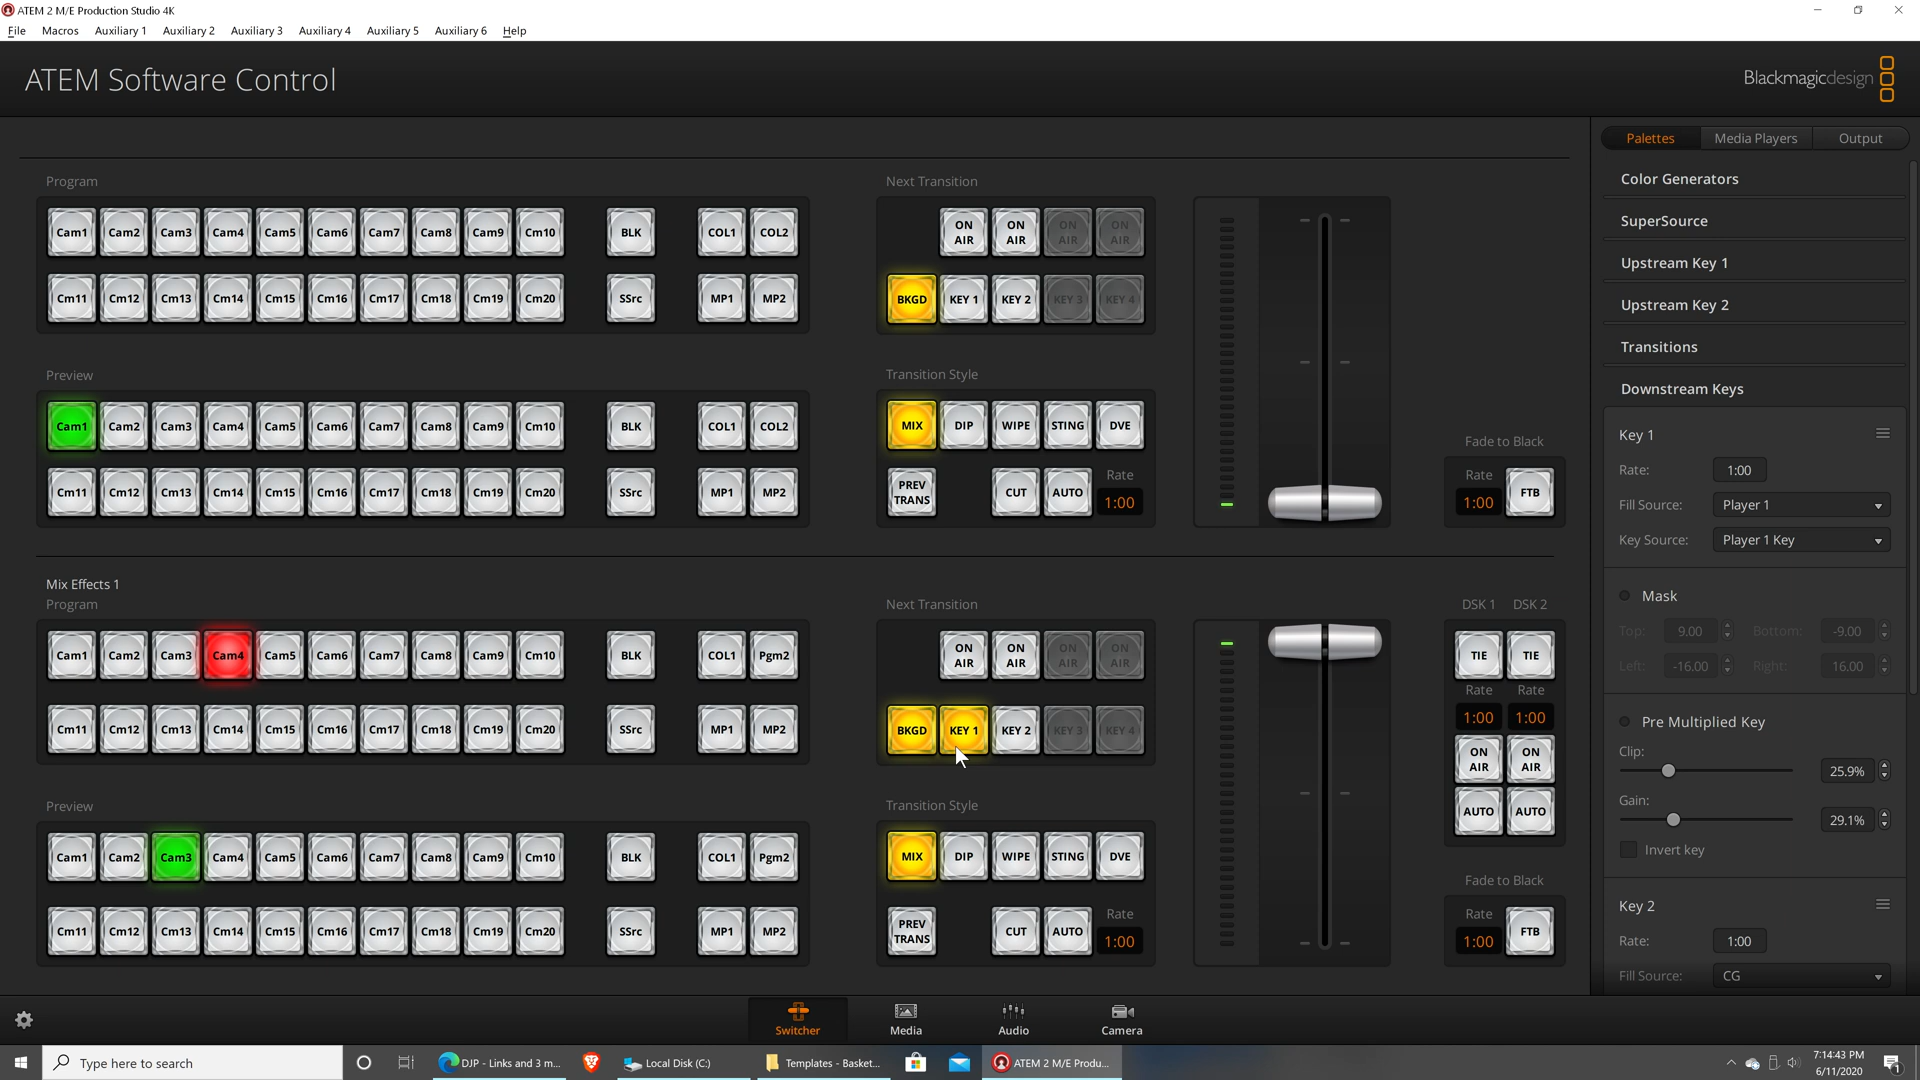 ATEM 2 M/E Production Studio 4K
File Macros Auxiliary 1 Auxiliary 2 Auxiliary 3 Auxiliary 4 Auxiliary 5 Auxiliary 6 Help
ATEM Software Control
Blackmagicdesign
Palettes Media Players Output
Program
Cam1 Cam2 Cam3 Cam4 Cam5 Cam6 Cam7 Cam8 Cam9 Cm10 BLK COL1 COL2
Cm11 Cm12 Cm13 Cm14 Cm15 Cm16 Cm17 Cm18 Cm19 Cm20 SSrc MP1 MP2
Next Transition
ON AIR ON AIR ON AIR ON AIR
BKGD KEY 1 KEY 2 KEY 3 KEY 4
Preview
Cam1 Cam2 Cam3 Cam4 Cam5 Cam6 Cam7 Cam8 Cam9 Cm10 BLK COL1 COL2
Cm11 Cm12 Cm13 Cm14 Cm15 Cm16 Cm17 Cm18 Cm19 Cm20 SSrc MP1 MP2
Transition Style
MIX DIP WIPE STING DVE
Rate
PREV TRANS CUT AUTO 1:00
Fade to Black
Rate
1:00 FTB
Mix Effects 1
Program
Cam1 Cam2 Cam3 Cam4 Cam5 Cam6 Cam7 Cam8 Cam9 Cm10 BLK COL1 Pgm2
Cm11 Cm12 Cm13 Cm14 Cm15 Cm16 Cm17 Cm18 Cm19 Cm20 SSrc MP1 MP2
Next Transition
ON AIR ON AIR ON AIR ON AIR
BKGD KEY 1 KEY 2 KEY 3 KEY 4
DSK 1 DSK 2
TIE TIE
Rate Rate
1:00 1:00
ON AIR ON AIR
AUTO AUTO
Preview
Cam1 Cam2 Cam3 Cam4 Cam5 Cam6 Cam7 Cam8 Cam9 Cm10 BLK COL1 Pgm2
Cm11 Cm12 Cm13 Cm14 Cm15 Cm16 Cm17 Cm18 Cm19 Cm20 SSrc MP1 MP2
Transition Style
MIX DIP WIPE STING DVE
Rate
PREV TRANS CUT AUTO 1:00
Fade to Black
Rate
1:00 FTB
Color Generators
SuperSource
Upstream Key 1
Upstream Key 2
Transitions
Downstream Keys
Key 1
Rate: 1:00
Fill Source: Player 1
Key Source: Player 1 Key
Mask
Top: 9.00 Bottom: -9.00
Left: -16.00 Right: 16.00
Pre Multiplied Key
Clip:
25.9%
Gain:
29.1%
Invert key
Key 2
Rate: 1:00
Fill Source: CG
Switcher Media Audio Camera
Type here to search
DJP - Links and 3 m...
Local Disk (C:)
Templates - Basket...
ATEM 2 M/E Produ...
7:14:43 PM
6/11/2020
1